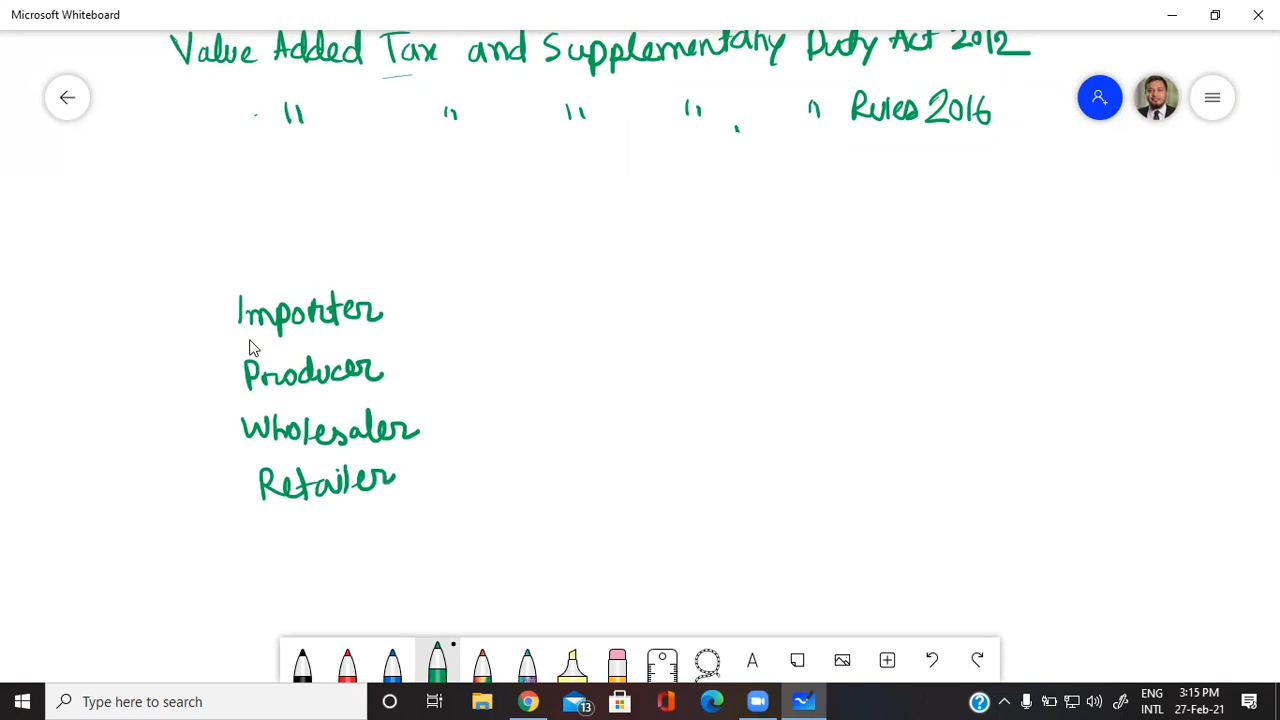 Microsoft Whiteboard
Value Added Tax and Supplementary Duty Act 2012
" " " " " Rules 2016
Importer
Producer
Wholesaler
Retailer
A
Type here to search
13
ENG
INTL
3:15 PM
27-Feb-21